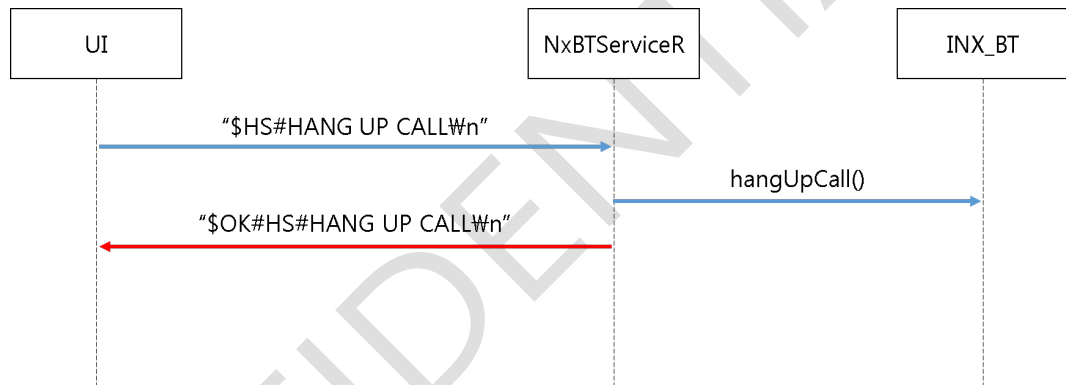 UI
NxBTServiceR
INX_BT
“$HS#HANG UP CALL₩n”
hangUpCall()
“$OK#HS#HANG UP CALL₩n”